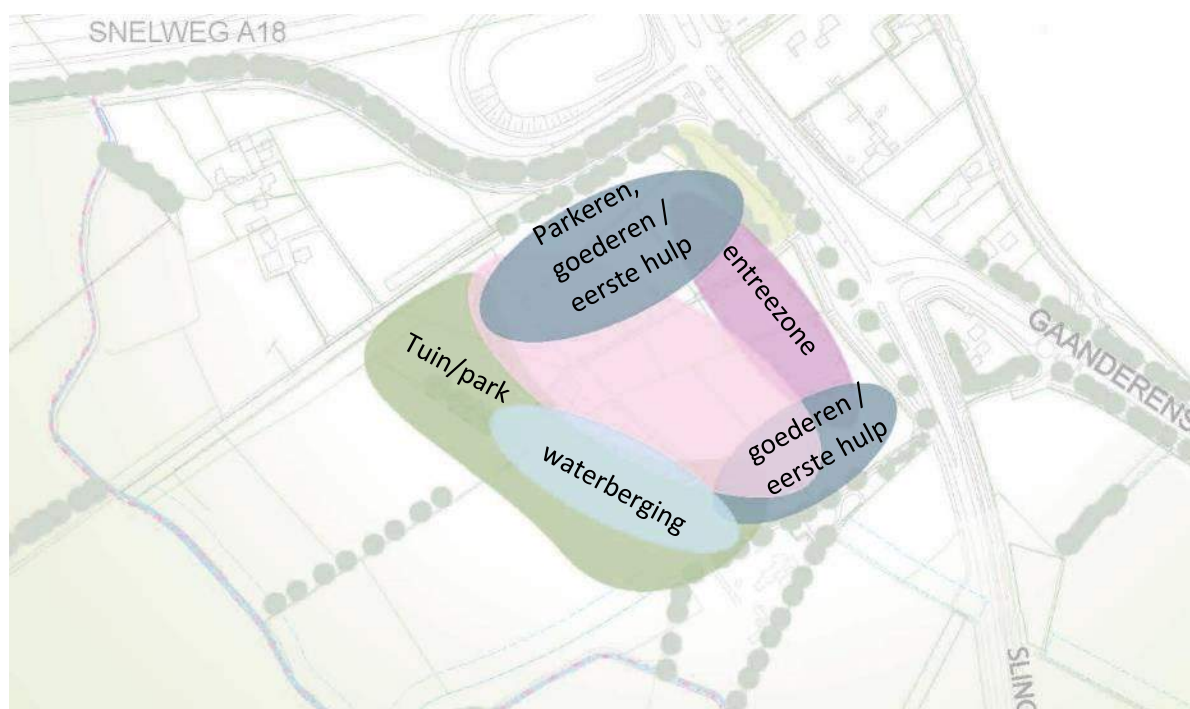 SNELWEG A18
Parkeren,
goederen /
eerste hulp
entreezone
GAANDERENS
Tuin/park
goederen /
eerste hulp
waterberging
SLING